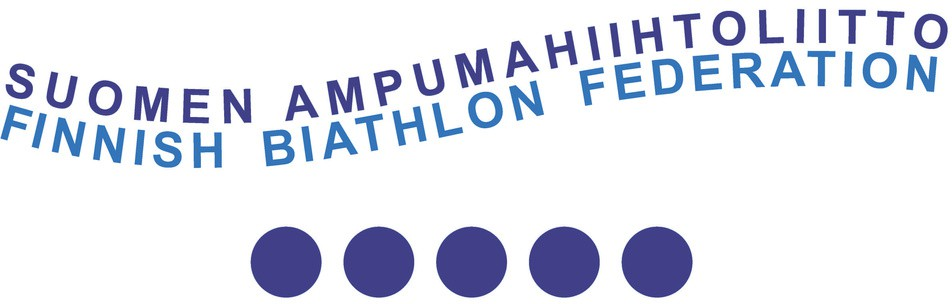 SUOMEN AMPUMAHIIHTOLIITTO
FINNISH BIATHLON FEDERATION